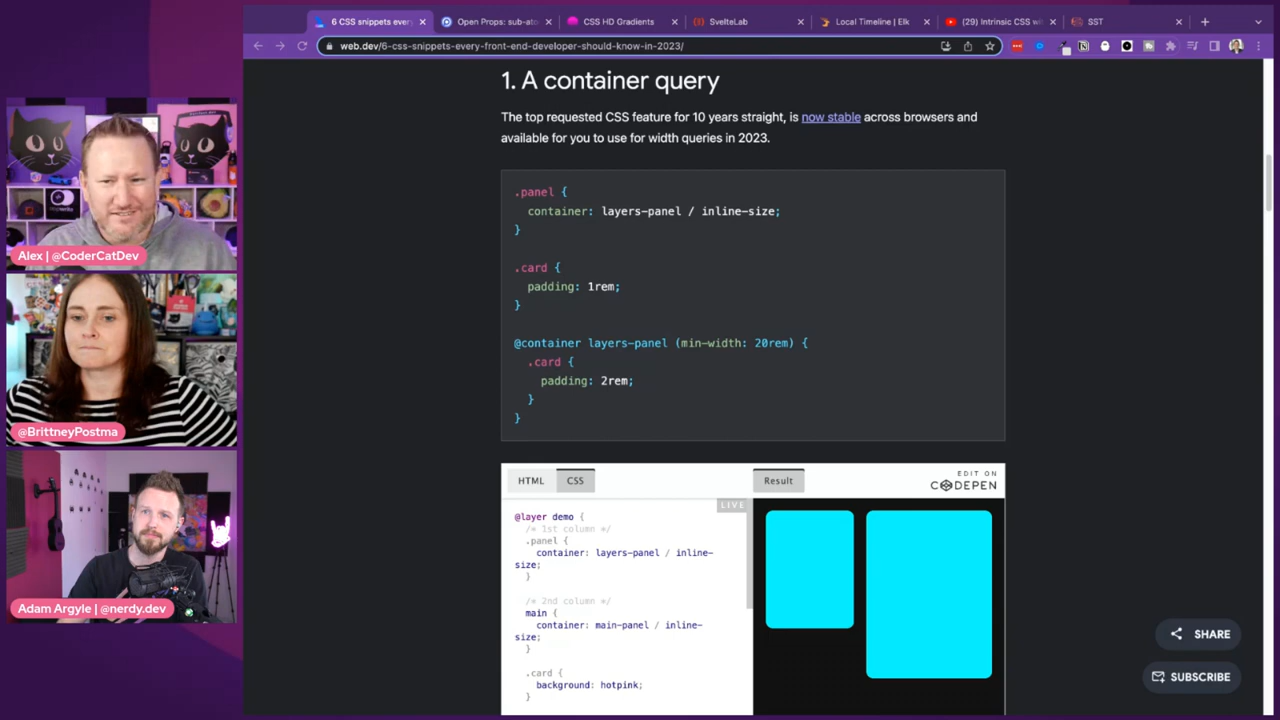 6 CSS snippets every
Open Props: sub-ato
CSS HD Gradients
SvelteLab
Local Timeline | Elk
(29) Intrinsic CSS wi
SST
web.dev/6-css-snippets-every-front-end-developer-should-know-in-2023/
1. A container query
The top requested CSS feature for 10 years straight, is now stable across browsers and
available for you to use for width queries in 2023.
.panel {
container: layers-panel / inline-size;
}
.card {
padding: 1rem;
}
@container layers-panel (min-width: 20rem) {
.card {
padding: 2rem;
}
}
HTML
CSS
Result
EDIT ON
CODEPEN
LIVE
@layer demo {
/* 1st column */
.panel {
container: layers-panel / inline-
size;
}
/* 2nd column */
main {
container: main-panel / inline-
size;
}
.card {
background: hotpink;
}
SHARE
SUBSCRIBE
Alex | @CoderCatDev
@BrittneyPostma
Adam Argyle | @nerdy.dev